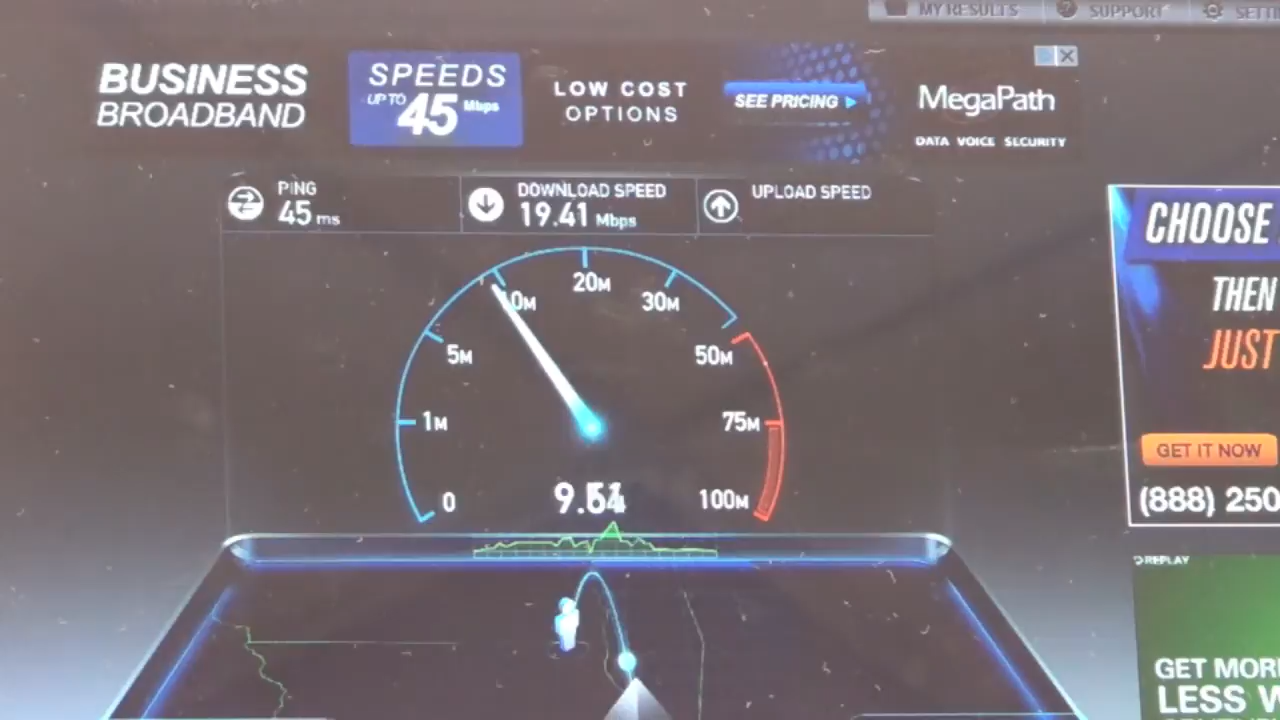 MY RESULTS
SUPPORT
BUSINESS
BROADBAND
SPEEDS
UP TO
45 Mbps
LOW COST
OPTIONS
SEE PRICING
MegaPath
DATA VOICE SECURITY
PING
45 ms
DOWNLOAD SPEED
19.41 Mbps
UPLOAD SPEED
0
1M
5M
10M
20M
30M
50M
75M
100M
CHOOSE
THEN
JUST
GET IT NOW
(888) 250
REPLAY
GET MOR
LESS